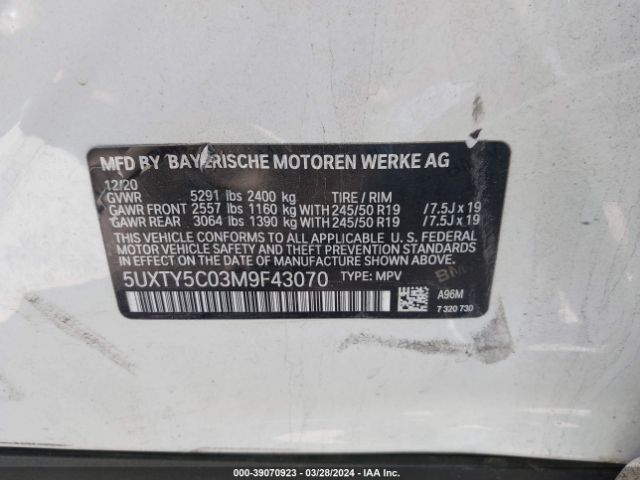 MFD BY BAYERISCHE MOTOREN WERKE AG
12/20
GVWR 5291 lbs 2400 kg TIRE / RIM
GAWR FRONT 2557 lbs 1160 kg WITH 245/50 R19 /7.5J x 19
GAWR REAR 3064 lbs 1390 kg WITH 245/50 R19 /7.5J x 19
THIS VEHICLE CONFORMS TO ALL APPLICABLE U. S. FEDERAL
MOTOR VEHICLE SAFETY AND THEFT PREVENTION STANDARDS
IN EFFECT ON THE DATE OF MANUFACTURE SHOWN ABOVE.
5UXTY5C03M9F43070 TYPE: MPV
BM
A96M
7 320 730
000-39070923 - 03/28/2024 - IAA Inc.